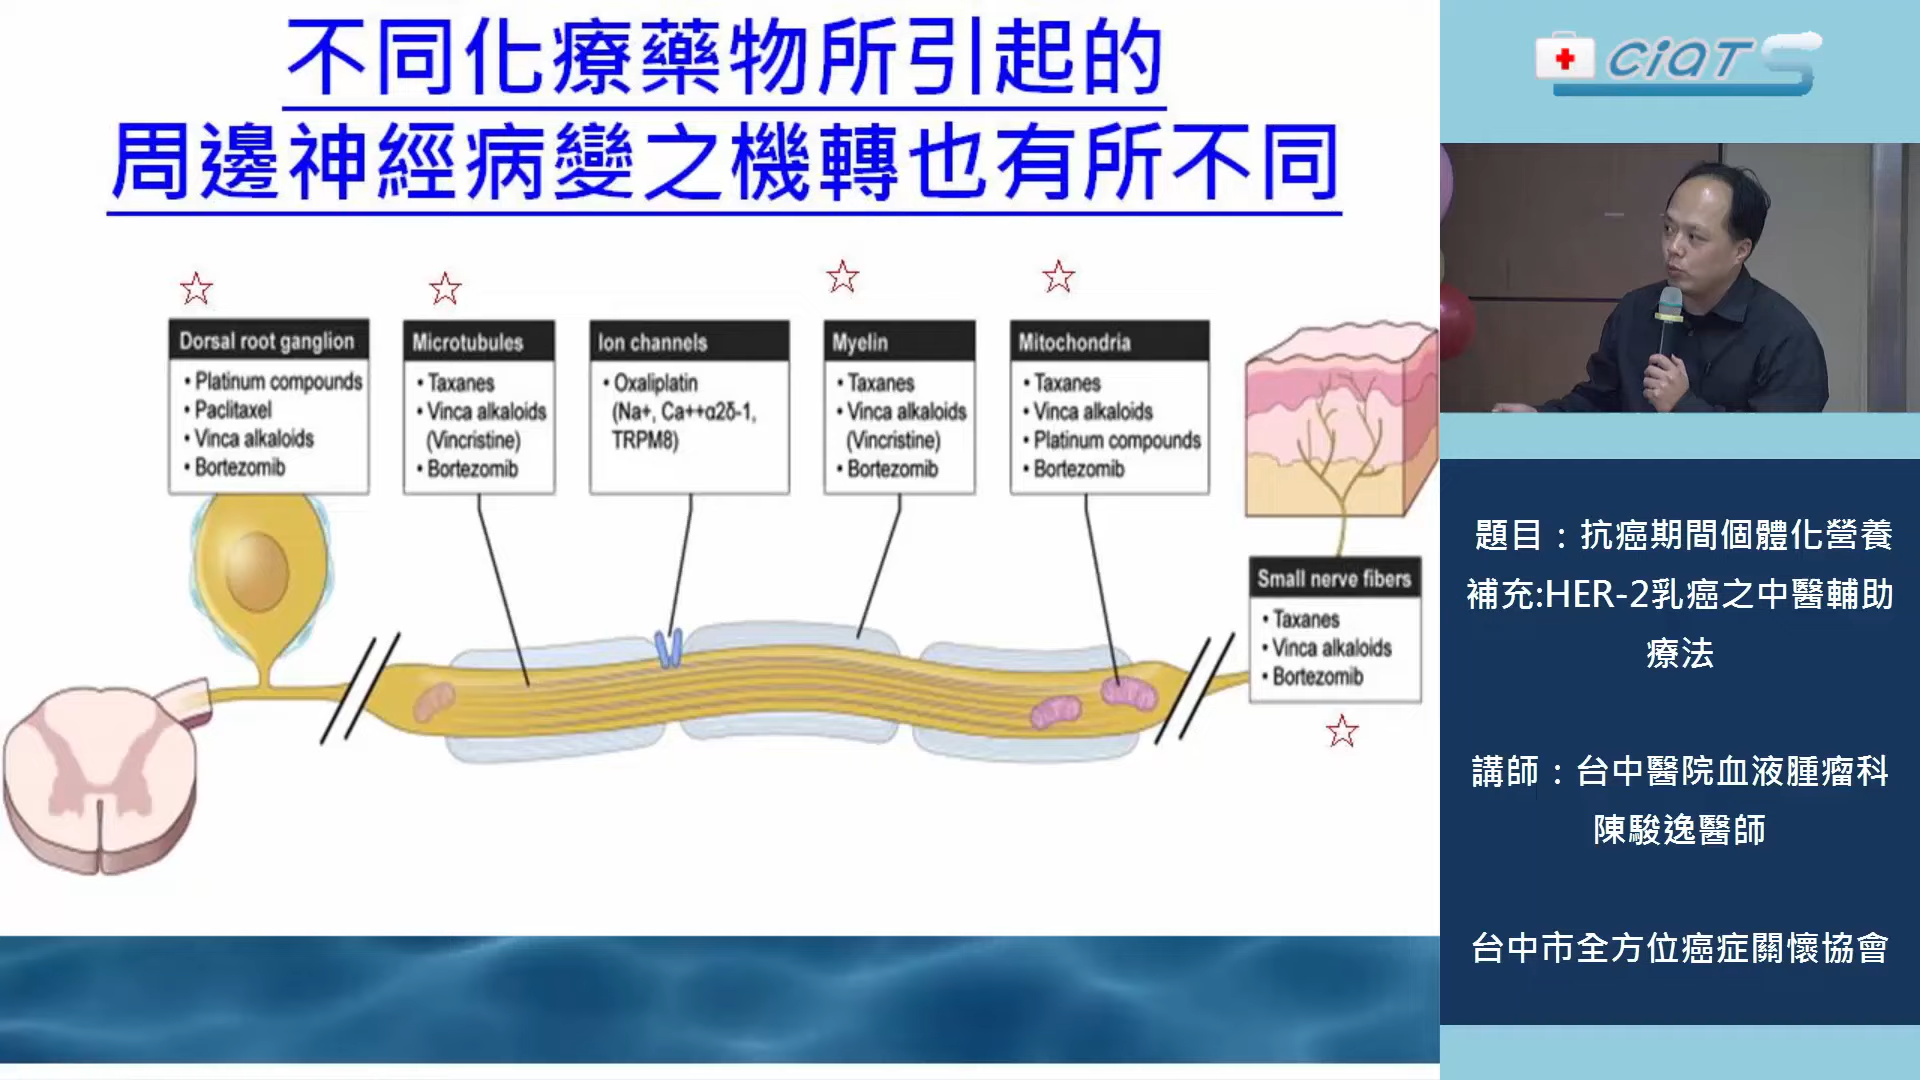 不同化療藥物所引起的
周邊神經病變之機轉也有所不同
Dorsal root ganglion
• Platinum compounds
• Paclitaxel
• Vinca alkaloids
• Bortezomib
Microtubules
• Taxanes
• Vinca alkaloids
(Vincristine)
• Bortezomib
Ion channels
• Oxaliplatin
(Na+, Ca++α2δ-1,
TRPM8)
Myelin
• Taxanes
• Vinca alkaloids
(Vincristine)
• Bortezomib
Mitochondria
• Taxanes
• Vinca alkaloids
• Platinum compounds
• Bortezomib
Small nerve fibers
• Taxanes
• Vinca alkaloids
• Bortezomib
CiQTS
題目：抗癌期間個體化營養
補充:HER-2乳癌之中醫輔助
療法
講師：台中醫院血液腫瘤科
陳駿逸醫師
台中市全方位癌症關懷協會